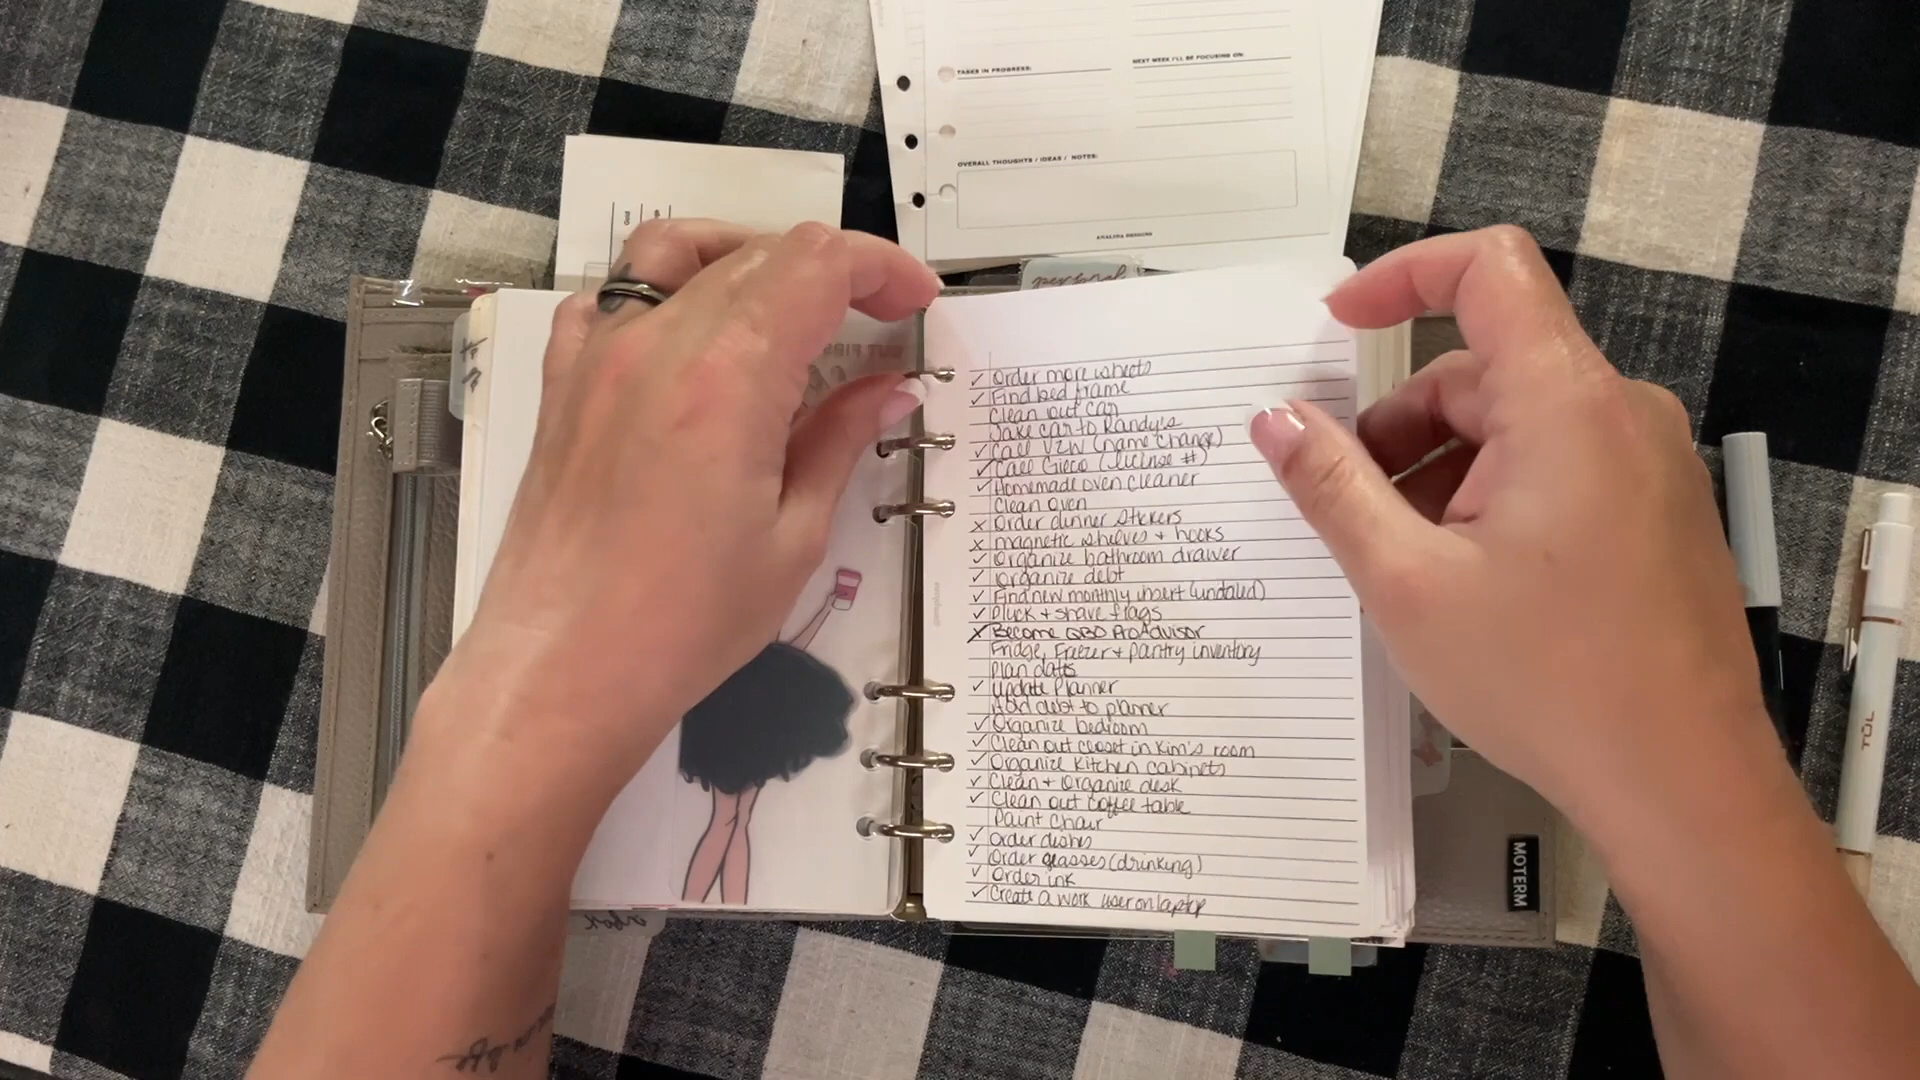 TASKS IN PROGRESS:
NEXT WEEK I'LL BE FOCUSING ON:
OVERALL THOUGHTS / IDEAS / NOTES:
ANALIVIA DESIGNS
personal
✓ Order more wheels
✓ Find bed frame
Clean out car
Take car to Randy's
✓ Call VZW (name change)
✓ Call Gieco (license #)
✓ Homemade oven cleaner
Clean Oven
x Order dinner Stickers
x magnetic shelves + hooks
✓ Organize bathroom drawer
✓ Organize debt
✓ Find new monthly insert (undated)
✓ Pluck + shave flags
x Become QBO ProAdvisor
Fridge, Freezer + pantry inventory
Plan dates
✓ Update Planner
Add debt to planner
✓ Organize bedroom
✓ Clean out closet in Kim's room
✓ Organize Kitchen cabinets
✓ Clean + Organize desk
✓ Clean out coffee table
Paint Chair
✓ Order dishes
✓ Order glasses (drinking)
✓ Order ink
✓ Create a work user on laptop
inbox
MOTERM
TUL